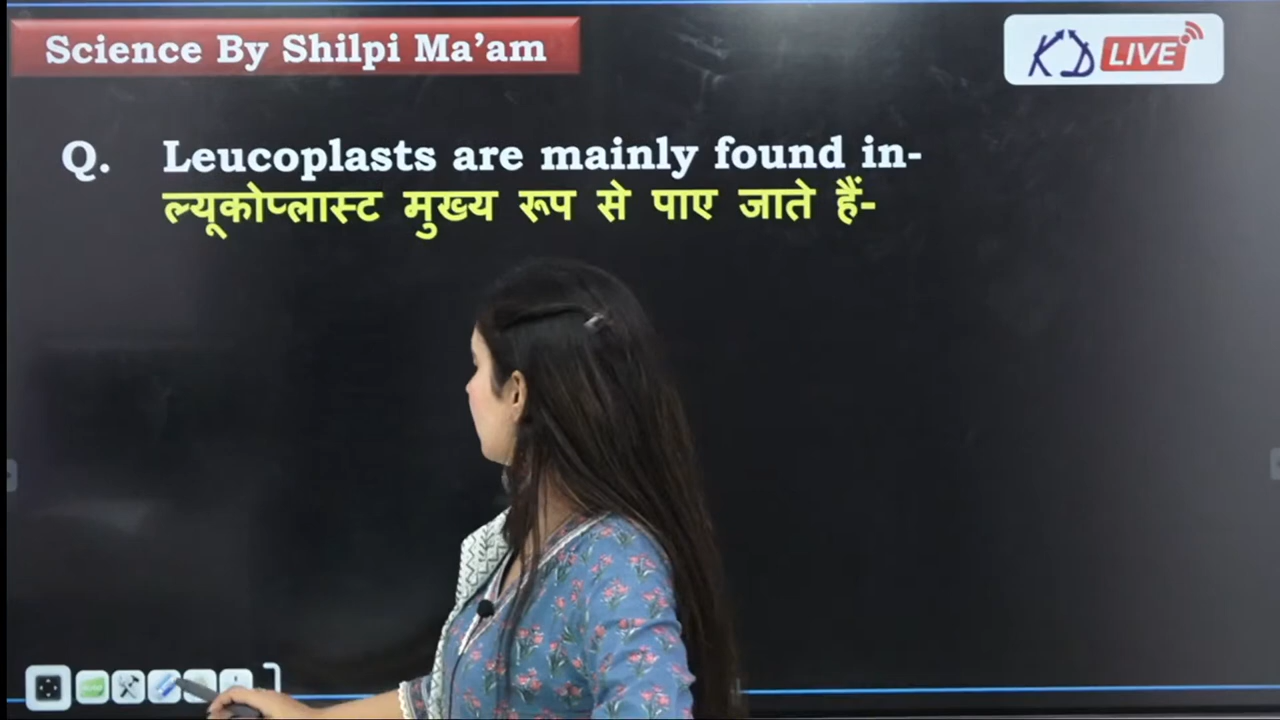 Science By Shilpi Ma’am
KD LIVE
Q. Leucoplasts are mainly found in-
ल्यूकोप्लास्ट मुख्य रूप से पाए जाते हैं-